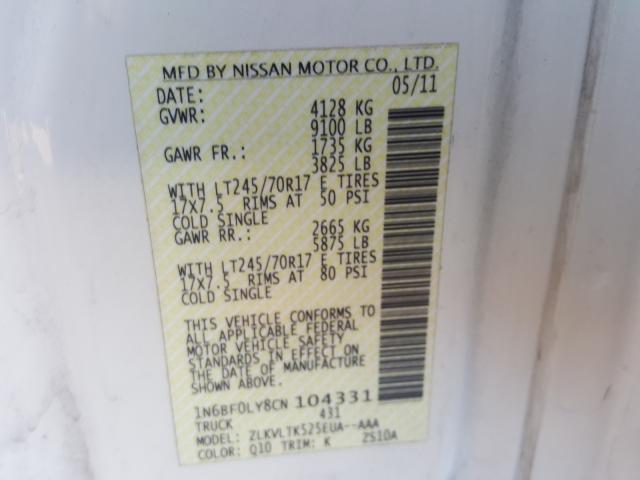 MFD BY NISSAN MOTOR CO., LTD.
DATE: 05/11
GVWR: 4128 KG
9100 LB
GAWR FR.: 1735 KG
3825 LB
WITH LT245/70R17 E TIRES
17X7.5 RIMS AT 50 PSI
COLD SINGLE
GAWR RR.: 2665 KG
5875 LB
WITH LT245/70R17 E TIRES
17X7.5 RIMS AT 80 PSI
COLD SINGLE
THIS VEHICLE CONFORMS TO
ALL APPLICABLE FEDERAL
MOTOR VEHICLE SAFETY
STANDARDS IN EFFECT ON
THE DATE OF MANUFACTURE
SHOWN ABOVE.
1N6BF0LY8CN 104331
TRUCK 431
MODEL: ZLKVLTK525EUA--AAA
COLOR: Q10 TRIM: K ZS10A